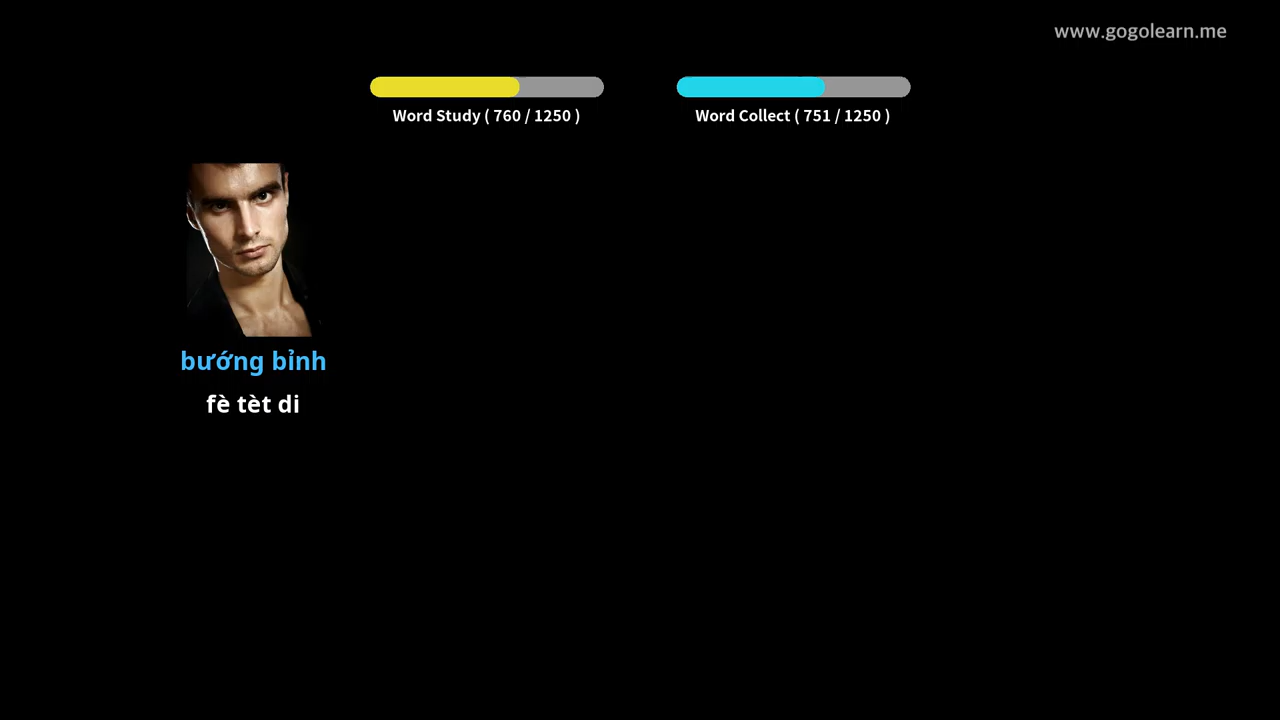 www.gogolearn.me
Word Study ( 760 / 1250 )
Word Collect ( 751 / 1250 )
bướng bỉnh
fè tèt di